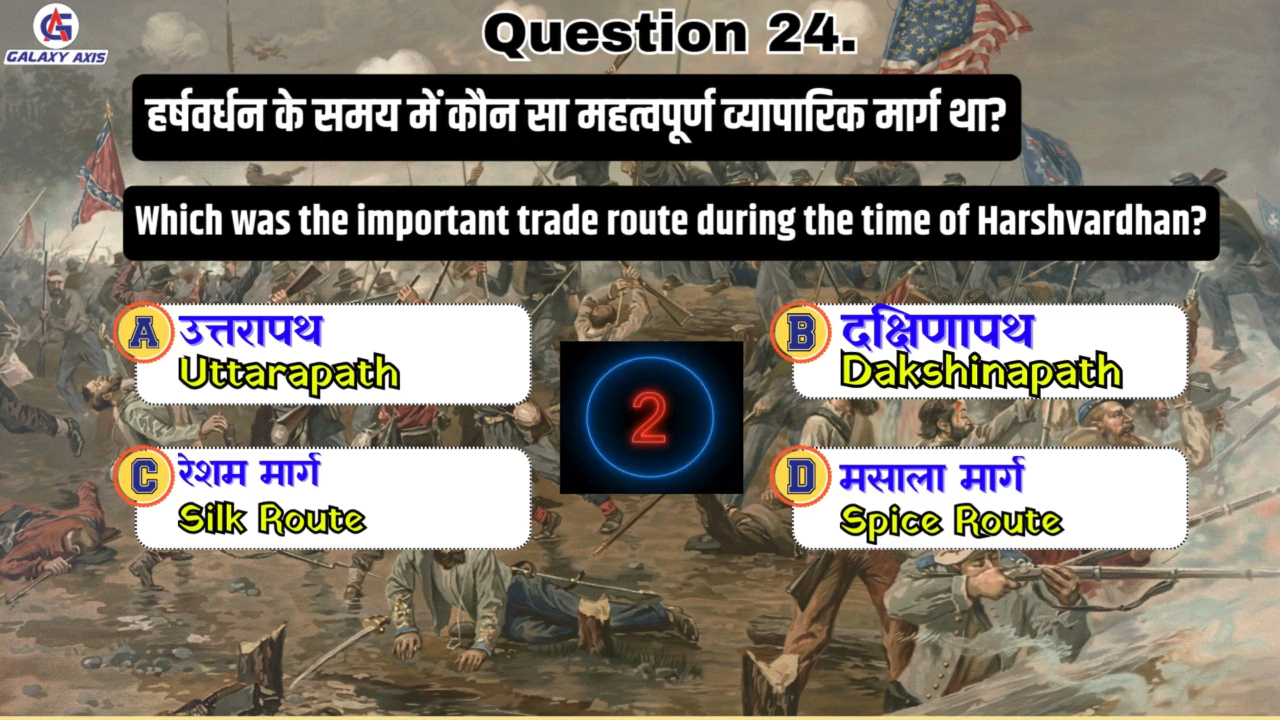 GALAXY AXIS
Question 24.
हर्षवर्धन के समय में कौन सा महत्वपूर्ण व्यापारिक मार्ग था?
Which was the important trade route during the time of Harshvardhan?
A उत्तरापथ
Uttarapath
B दक्षिणापथ
Dakshinapath
2
C रेशम मार्ग
Silk Route
D मसाला मार्ग
Spice Route